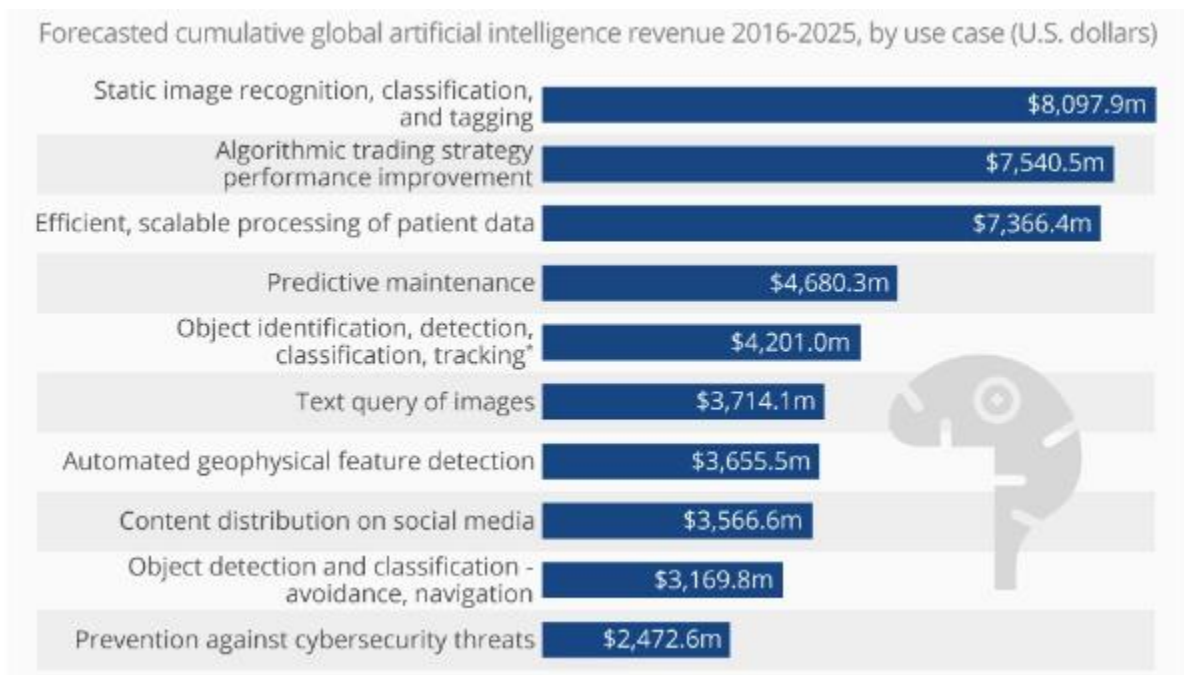 Forecasted cumulative global artificial intelligence revenue 2016-2025, by use case (U.S. dollars)
Static image recognition, classification,
and tagging
$8,097.9m
Algorithmic trading strategy
performance improvement
$7,540.5m
Efficient, scalable processing of patient data
$7,366.4m
Predictive maintenance
$4,680.3m
Object identification, detection,
classification, tracking*
$4,201.0m
Text query of images
$3,714.1m
Automated geophysical feature detection
$3,655.5m
Content distribution on social media
$3,566.6m
Object detection and classification -
avoidance, navigation
$3,169.8m
Prevention against cybersecurity threats
$2,472.6m